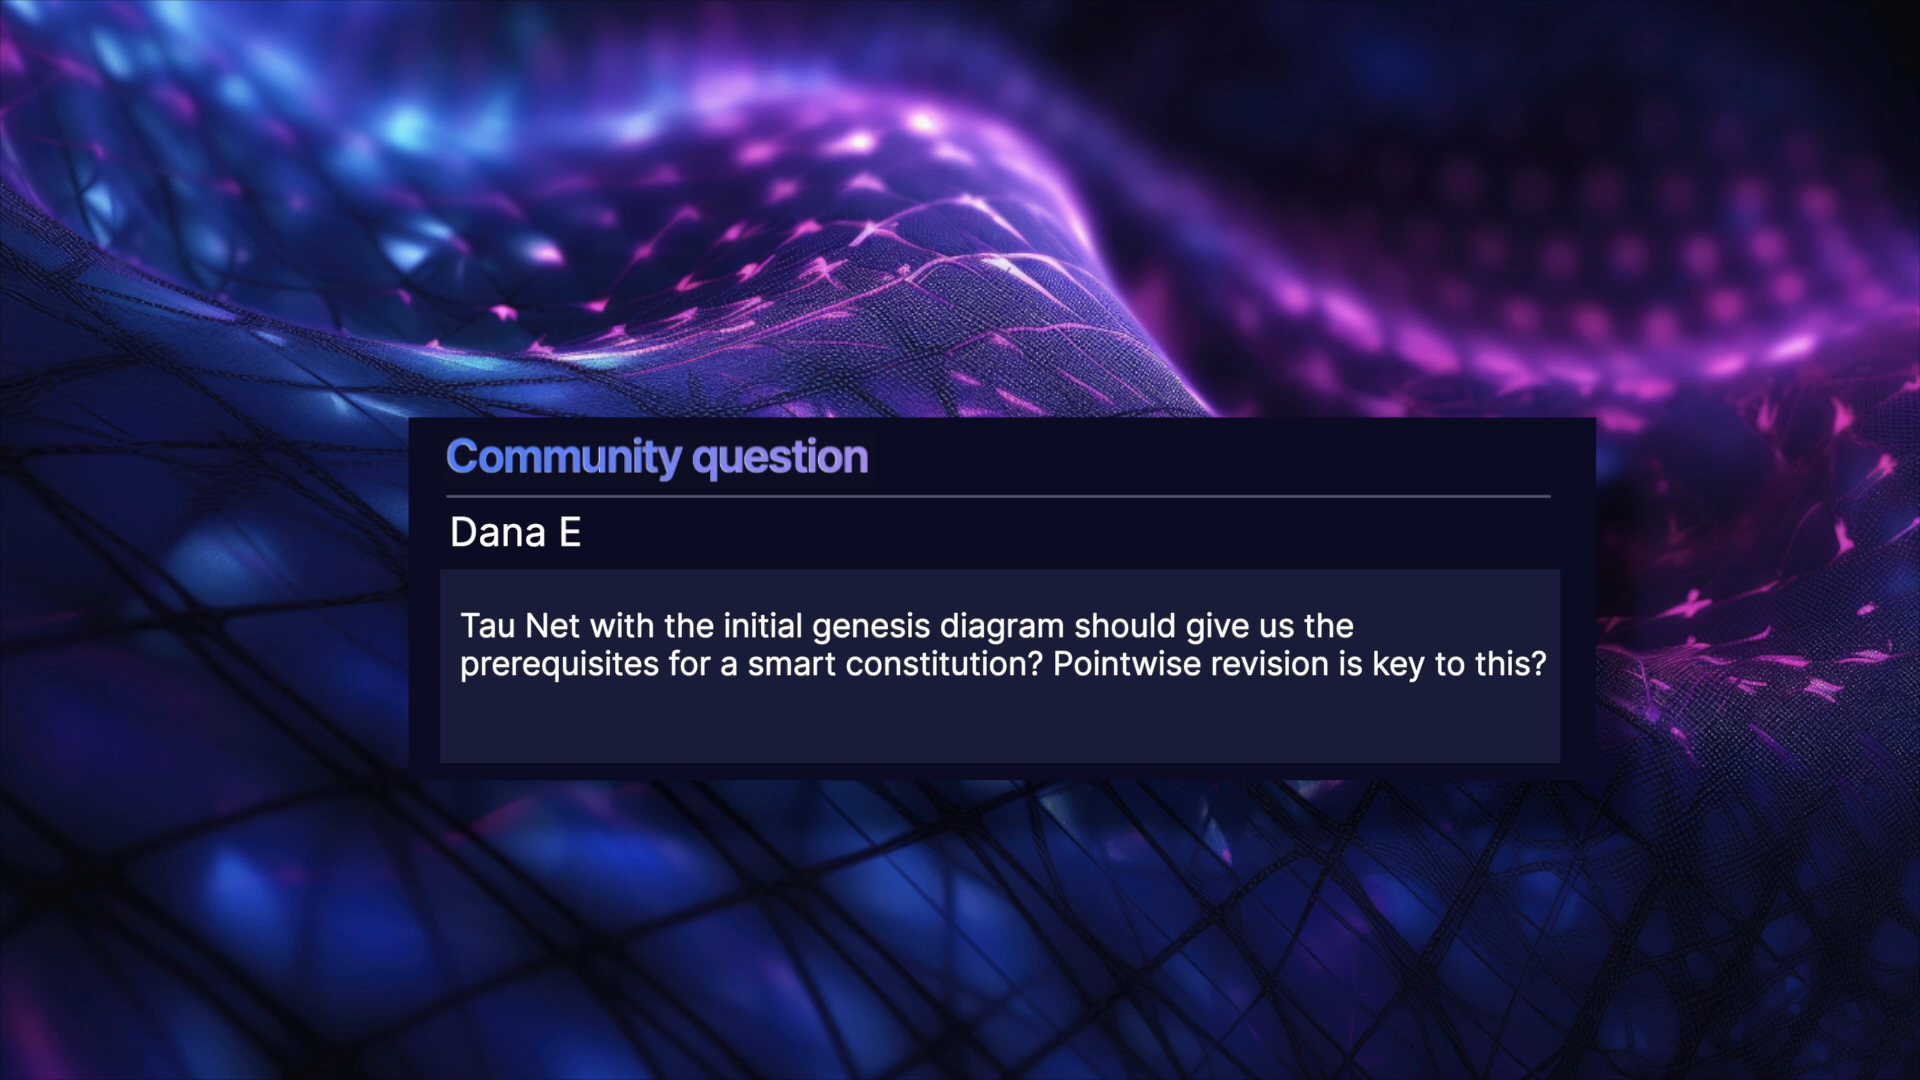 Community question
Dana E
Tau Net with the initial genesis diagram should give us the
prerequisites for a smart constitution? Pointwise revision is key to this?